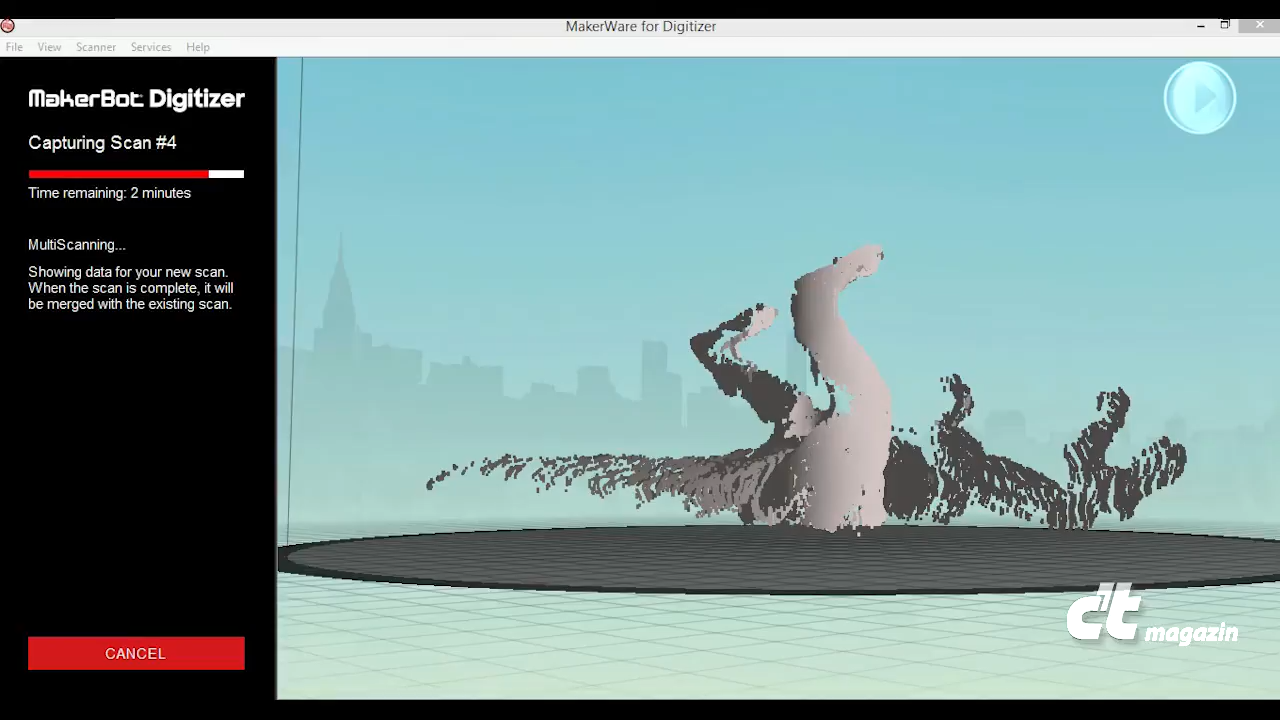 MakerWare for Digitizer
File View Scanner Services Help
MakerBot Digitizer
Capturing Scan #4
Time remaining: 2 minutes
MultiScanning...
Showing data for your new scan.
When the scan is complete, it will
be merged with the existing scan.
CANCEL
c't magazin